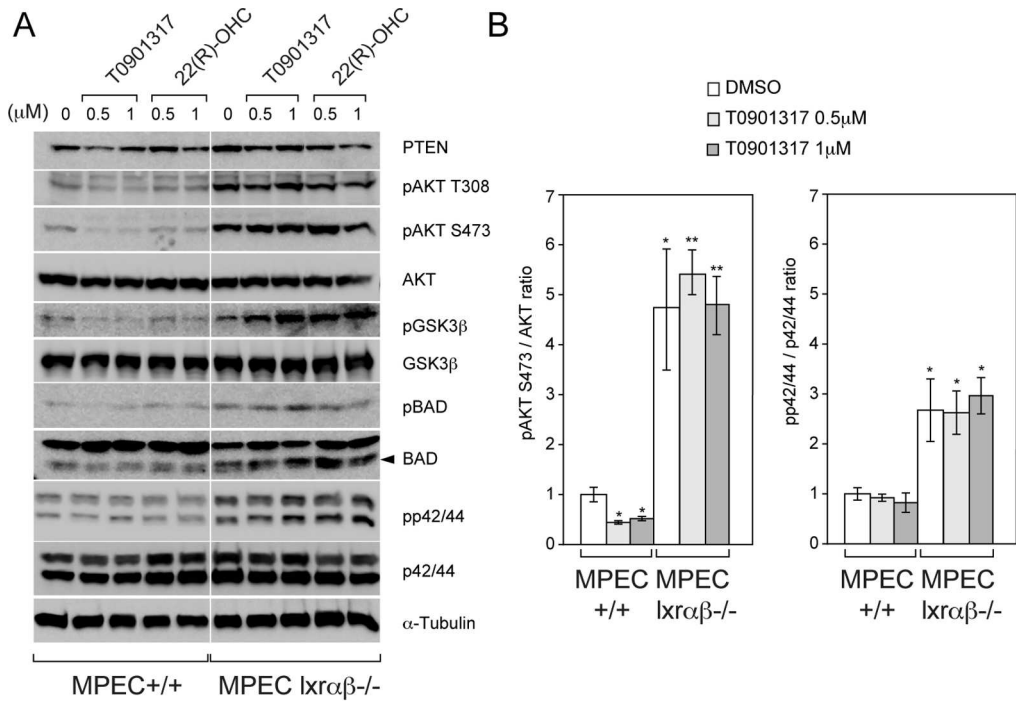 A
T0901317
22(R)-OHC
T0901317
22(R)-OHC
(μM) 0 0.5 1 0.5 1 0 0.5 1 0.5 1
PTEN
pAKT T308
pAKT S473
AKT
pGSK3β
GSK3β
pBAD
BAD
pp42/44
p42/44
α-Tubulin
MPEC+/+
MPEC lxrαβ-/-
B
DMSO
T0901317 0.5μM
T0901317 1μM
pAKT S473 / AKT ratio
7
6
5
4
3
2
1
0
* * * ** **
MPEC +/+
MPEC lxrαβ-/-
pp42/44 / p42/44 ratio
7
6
5
4
3
2
1
0
* * *
MPEC +/+
MPEC lxrαβ-/-